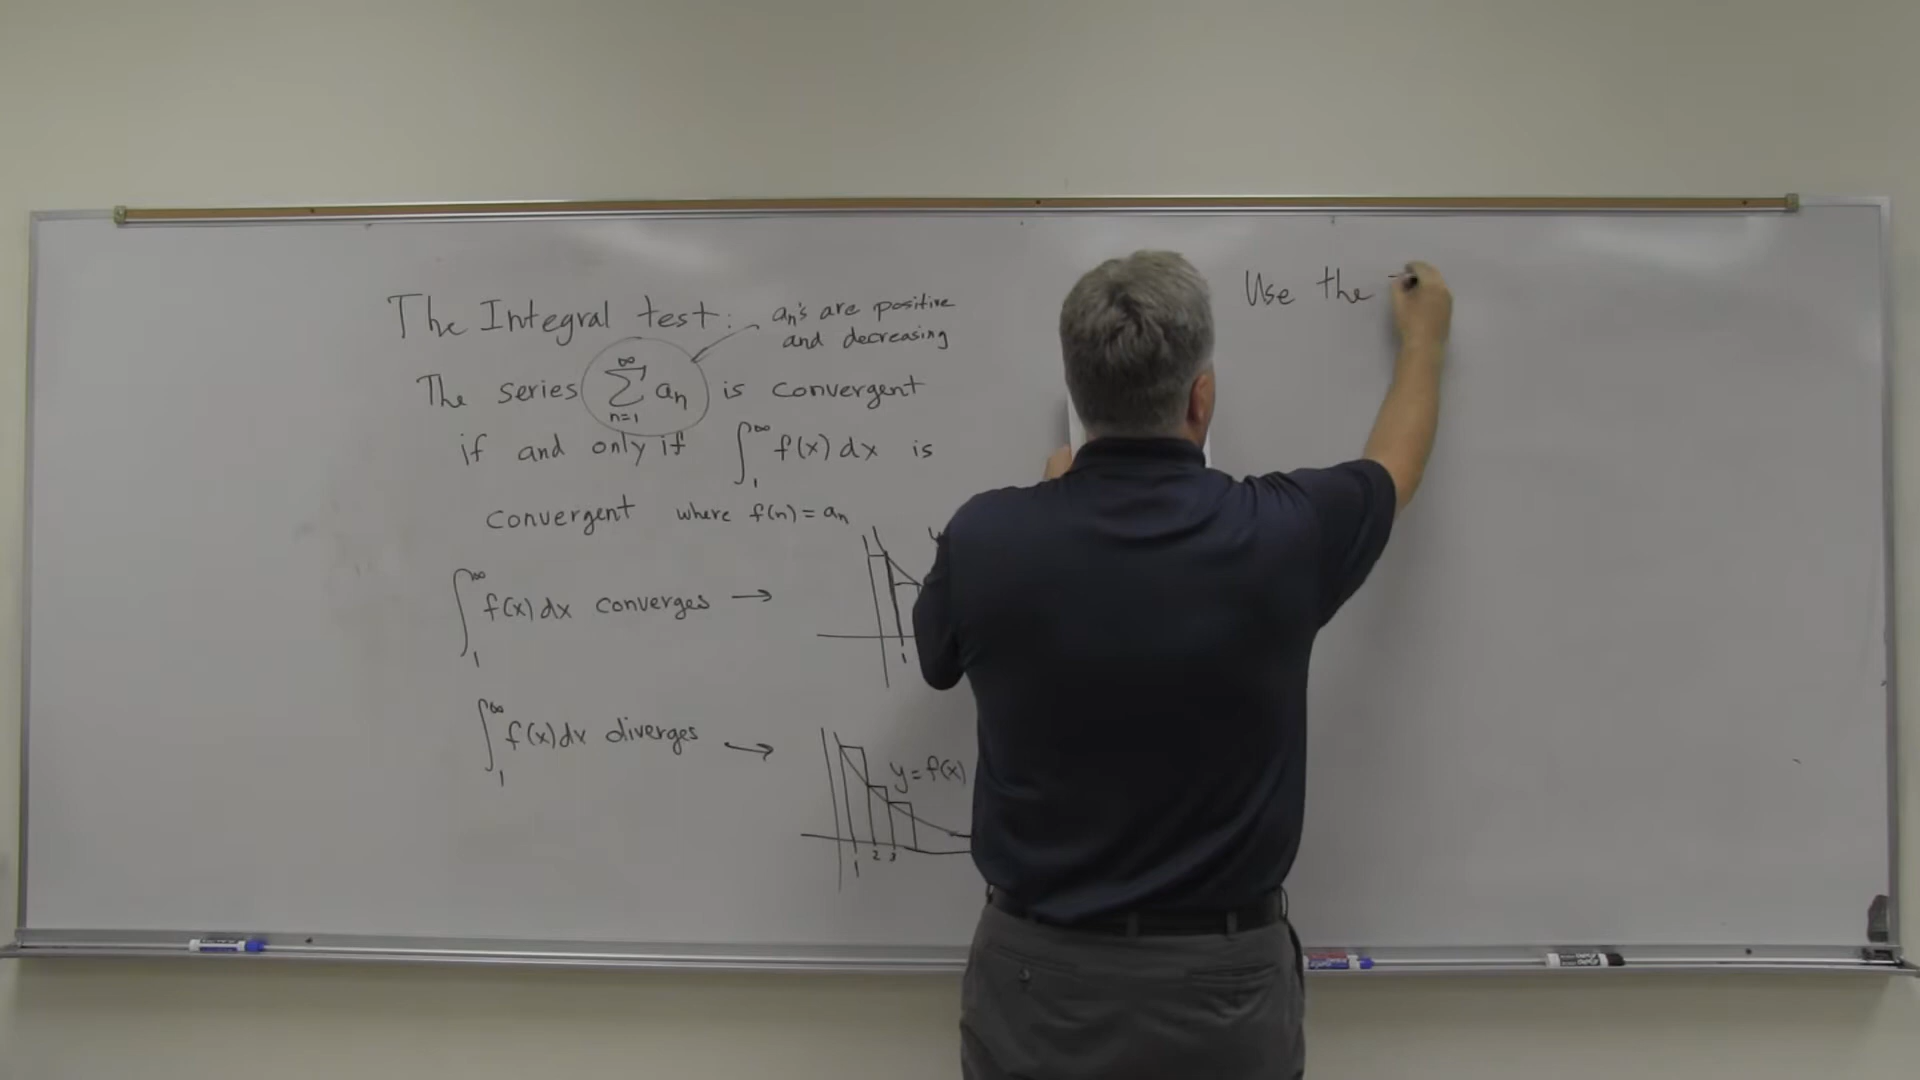 The Integral test:
aₙ's are positive
and decreasing
The series ∑_{n=1}^{∞} aₙ is convergent
if and only if ∫_{1}^{∞} f(x) dx is
convergent where f(n) = aₙ
∫_{1}^{∞} f(x) dx converges →
1
∫_{1}^{∞} f(x) dx diverges →
y = f(x)
1 2 3
Use the